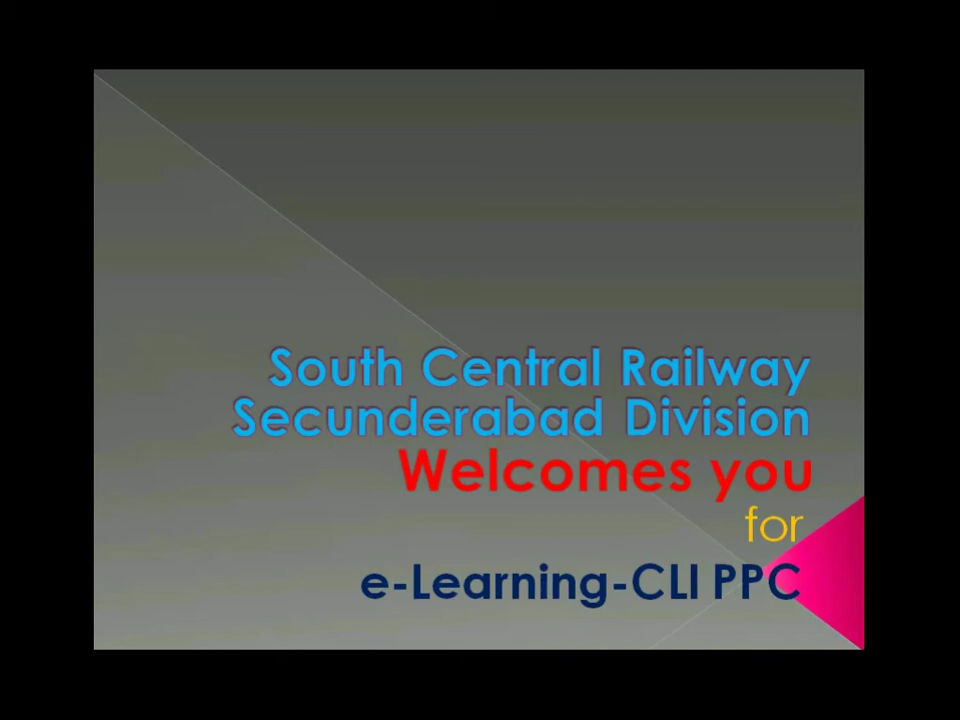 South Central Railway
Secunderabad Division
Welcomes you
for
e-Learning-CLI PPC